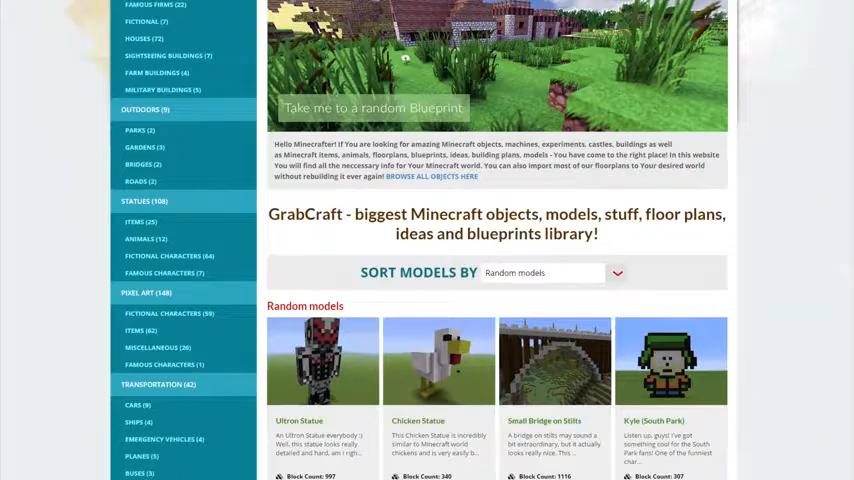 FAMOUS FIRMS (22)
FICTIONAL (7)
HOUSES (72)
SIGHTSEEING BUILDINGS (7)
FARM BUILDINGS (4)
MILITARY BUILDINGS (5)
OUTDOORS (9)
PARKS (2)
GARDENS (3)
BRIDGES (2)
ROADS (2)
STATUES (108)
ITEMS (25)
ANIMALS (12)
FICTIONAL CHARACTERS (64)
FAMOUS CHARACTERS (7)
PIXEL ART (148)
FICTIONAL CHARACTERS (59)
ITEMS (62)
MISCELLANEOUS (26)
FAMOUS CHARACTERS (1)
TRANSPORTATION (42)
CARS (9)
SHIPS (4)
EMERGENCY VEHICLES (4)
PLANES (5)
BUSES (3)
Take me to a random Blueprint
Hello Minecrafter! If You are looking for amazing Minecraft objects, machines, experiments, castles, buildings as well
as Minecraft items, animals, floorplans, blueprints, ideas, building plans, models - You have come to the right place! In this website
You will find all the neccessary info for Your Minecraft world. You can also import most of our floorplans to Your desired world
without rebuilding it ever again! BROWSE ALL OBJECTS HERE
GrabCraft - biggest Minecraft objects, models, stuff, floor plans,
ideas and blueprints library!
SORT MODELS BY Random models
Random models
Ultron Statue
An Ultron Statue everybody :)
Well, this statue looks really
detailed and hard, am i righ...
Block Count: 997
Chicken Statue
This Chicken Statue is incredibly
similar to Minecraft world
chickens and is very easily b...
Block Count: 340
Small Bridge on Stilts
A bridge on stilts may sound a
bit extraordinary, but it actually
looks really nice. This ...
Block Count: 1116
Kyle (South Park)
Listen up, guys! I've got
something cool for the South
Park fans! One of the funniest
char...
Block Count: 307